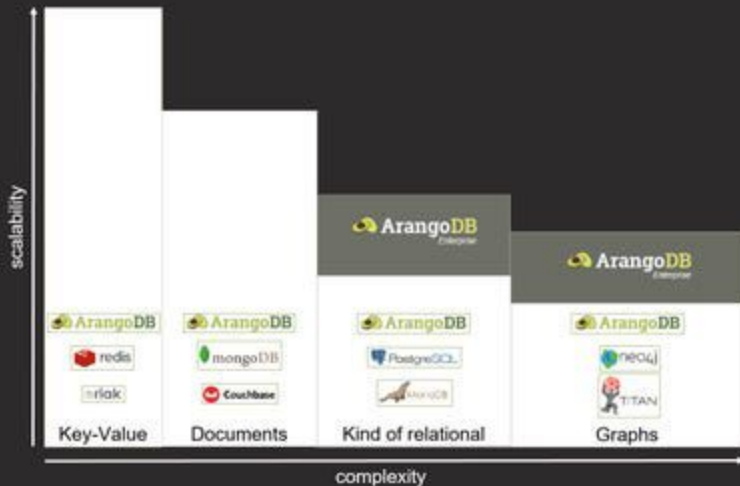 scalability
ArangoDB
Enterprise
ArangoDB
Enterprise
ArangoDB
ArangoDB
ArangoDB
ArangoDB
redis
mongoDB
PostgreSQL
neo4j
riak
Couchbase
MariaDB
TITAN
Key-Value
Documents
Kind of relational
Graphs
complexity